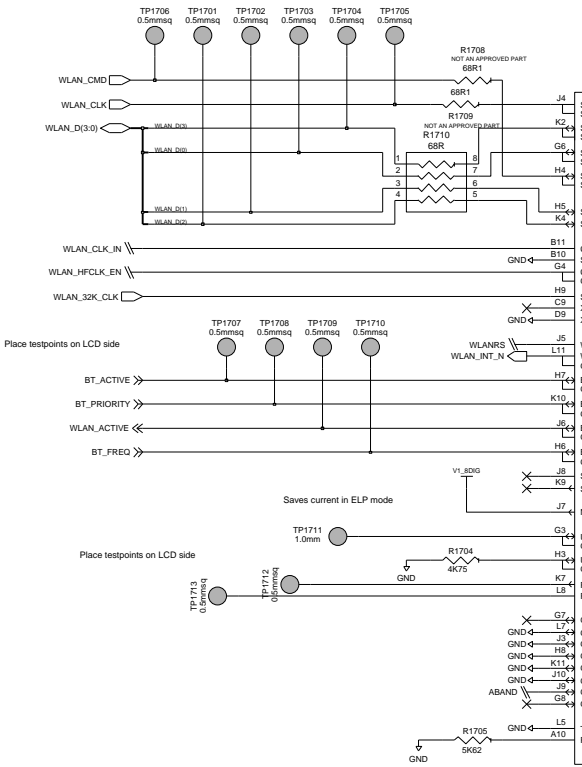 TP1706 TP1701 TP1702 TP1703 TP1704 TP1705
0.5mmsq 0.5mmsq 0.5mmsq 0.5mmsq 0.5mmsq 0.5mmsq
R1708
NOT AN APPROVED PART
WLAN_CMD 68R1
68R1
WLAN_CLK J4
R1709
NOT AN APPROVED PART
WLAN_D(3:0) WLAN_D(3) R1710 K2
68R
WLAN_D(0) G6
1 8
2 7 H4
3 6
4 5
WLAN_D(1) H5
WLAN_D(2) K4
WLAN_CLK_IN B11
GND B10
WLAN_HFCLK_EN G4
WLAN_32K_CLK H9
C9
GND D9
TP1707 TP1708 TP1709 TP1710
0.5mmsq 0.5mmsq 0.5mmsq 0.5mmsq
Place testpoints on LCD side
WLANRS J5
WLAN_INT_N L11
BT_ACTIVE H7
BT_PRIORITY K10
WLAN_ACTIVE J6
BT_FREQ H6
V1_8DIG J8
K9
Saves current in ELP mode
J7
TP1711
1.0mm G3
Place testpoints on LCD side
R1704 H3
4K75
GND
TP1712
0.5mmsq
K7
TP1713
0.5mmsq
L8
G7
GND L7
GND J3
GND H8
GND K11
GND J10
ABAND J9
G8
GND L5
R1705 A10
5K62
GND